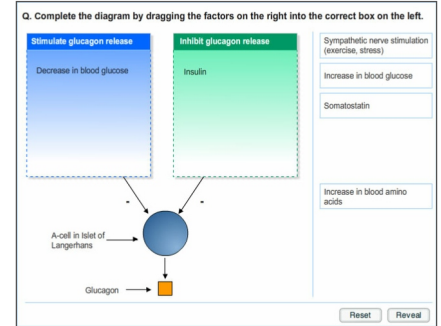 Q. Complete the diagram by dragging the factors on the right into the correct box on the left.
Stimulate glucagon release
Inhibit glucagon release
Decrease in blood glucose
Insulin
Sympathetic nerve stimulation
(exercise, stress)
Increase in blood glucose
Somatostatin
Increase in blood amino
acids
-
-
A-cell in Islet of
Langerhans
Glucagon
Reset
Reveal